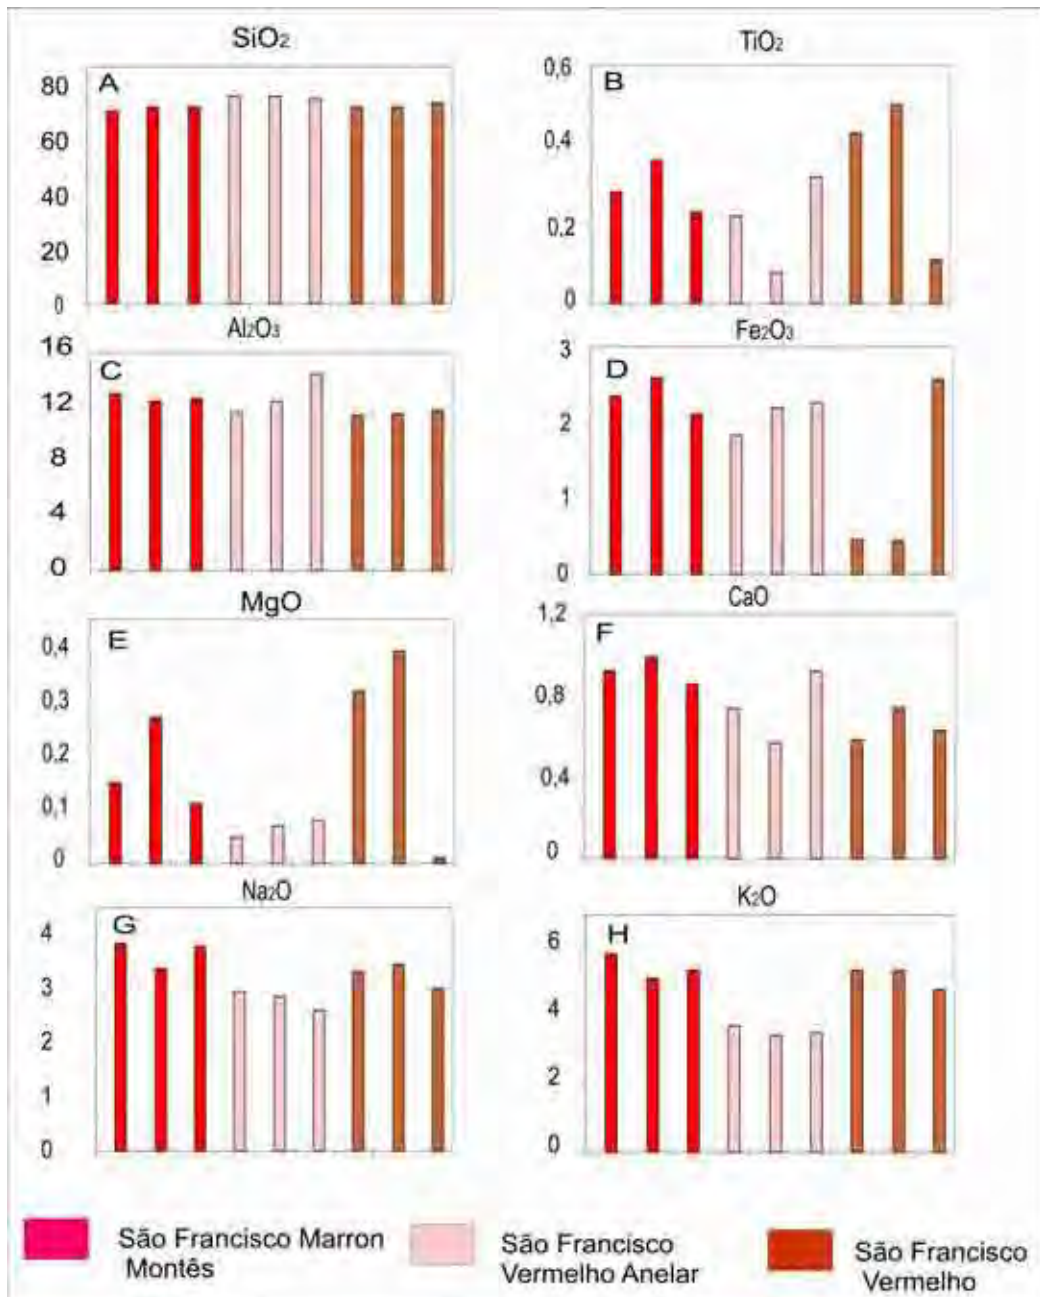 SiO₂
A
80
60
40
20
0
TiO₂
B
0,6
0,4
0,2
0
Al₂O₃
C
16
12
8
4
0
Fe₂O₃
D
3
2
1
0
MgO
E
0,4
0,3
0,2
0,1
0
CaO
F
1,2
0,8
0,4
0
Na₂O
G
4
3
2
1
0
K₂O
H
6
4
2
0
São Francisco Marron
Montês
São Francisco
Vermelho Anelar
São Francisco
Vermelho